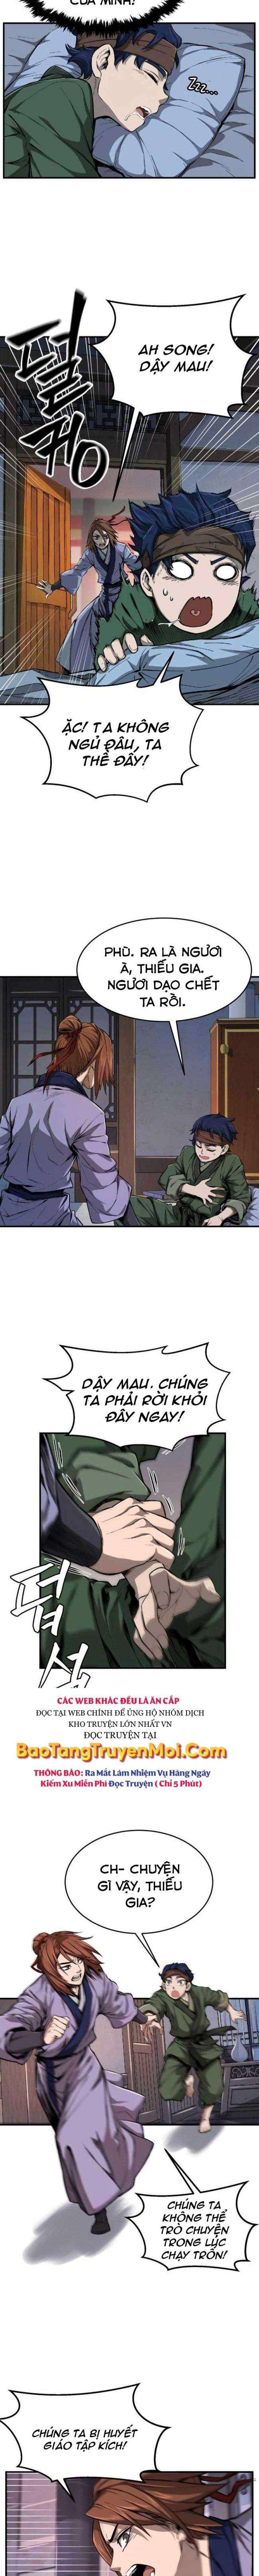 CỦA MÌNH!
ZZZ...
AH SONG!
DẬY MAU!
덜
컹
ẶC! TA KHÔNG
NGỦ ĐÂU, TA
THỀ ĐẤY!
PHÙ. RA LÀ NGƯƠI
À, THIẾU GIA.
NGƯƠI DỌA CHẾT
TA RỒI.
DẬY MAU. CHÚNG
TA PHẢI RỜI KHỎI
ĐÂY NGAY!
덥
석
CÁC WEB KHÁC ĐỀU LÀ ĂN CẮP
ĐỌC TẠI WEB CHÍNH ĐỂ ỦNG HỘ NHÓM DỊCH
KHO TRUYỆN LỚN NHẤT VN
ĐỌC TRUYỆN TẠI
BaoTangTruyenMoi.Com
THÔNG BÁO: Ra Mắt Làm Nhiệm Vụ Hàng Ngày
Kiếm Xu Miễn Phí Đọc Truyện ( Chỉ 5 Phút)
CH- CHUYỆN
GÌ VẬY, THIẾU
GIA?
CHÚNG TA
KHÔNG THỂ
TRÒ CHUYỆN
TRONG LÚC
CHẠY TRỐN!
CHÚNG TA BỊ HUYẾT
GIÁO TẬP KÍCH!